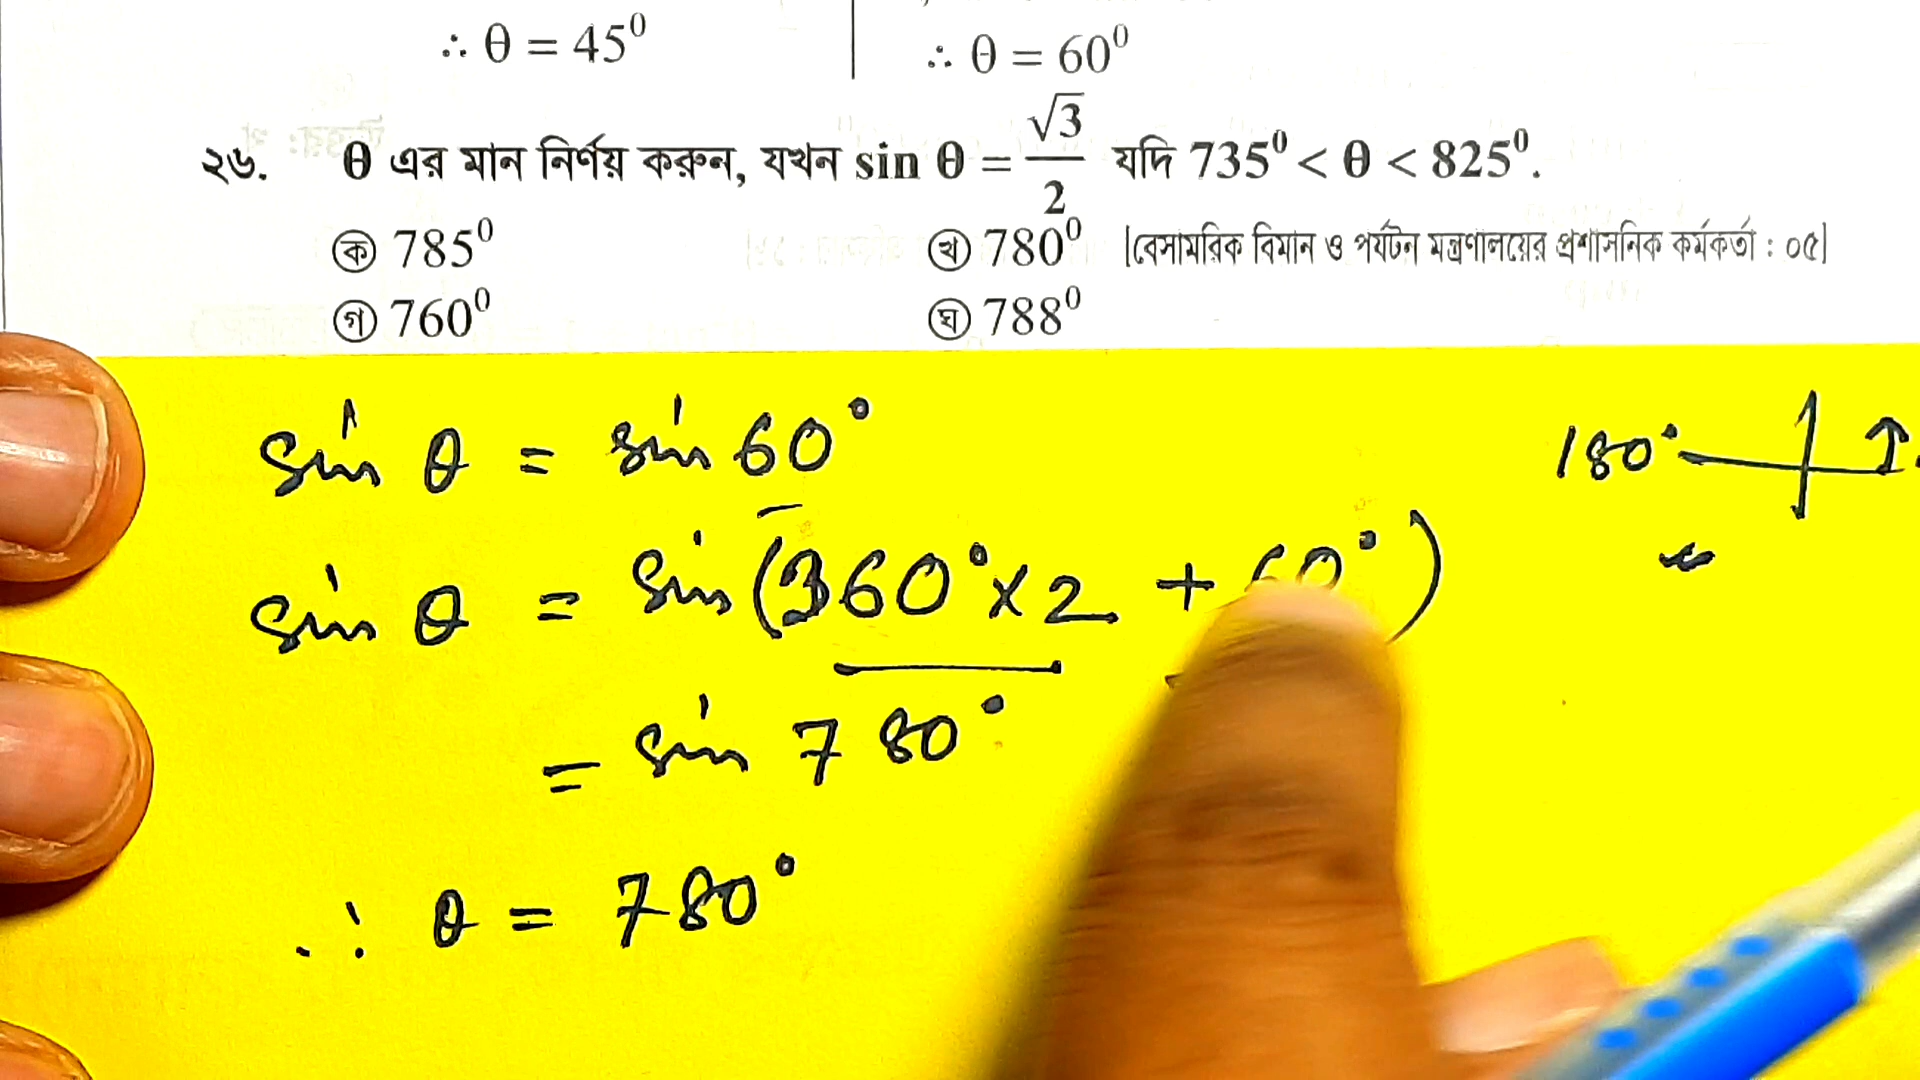 ∴ θ = 45⁰
∴ θ = 60⁰
২৬. θ এর মান নির্ণয় করুন, যখন sin θ = √3/2 যদি 735⁰ < θ < 825⁰.
ক 785⁰ খ 780⁰ [বেসামরিক বিমান ও পর্যটন মন্ত্রণালয়ের প্রশাসনিক কর্মকর্তা : ০৫]
গ 760⁰ ঘ 788⁰
sin θ = sin 60°
180°
sin θ = sin (360° × 2 + 60°)
= sin 780°
∴ θ = 780°